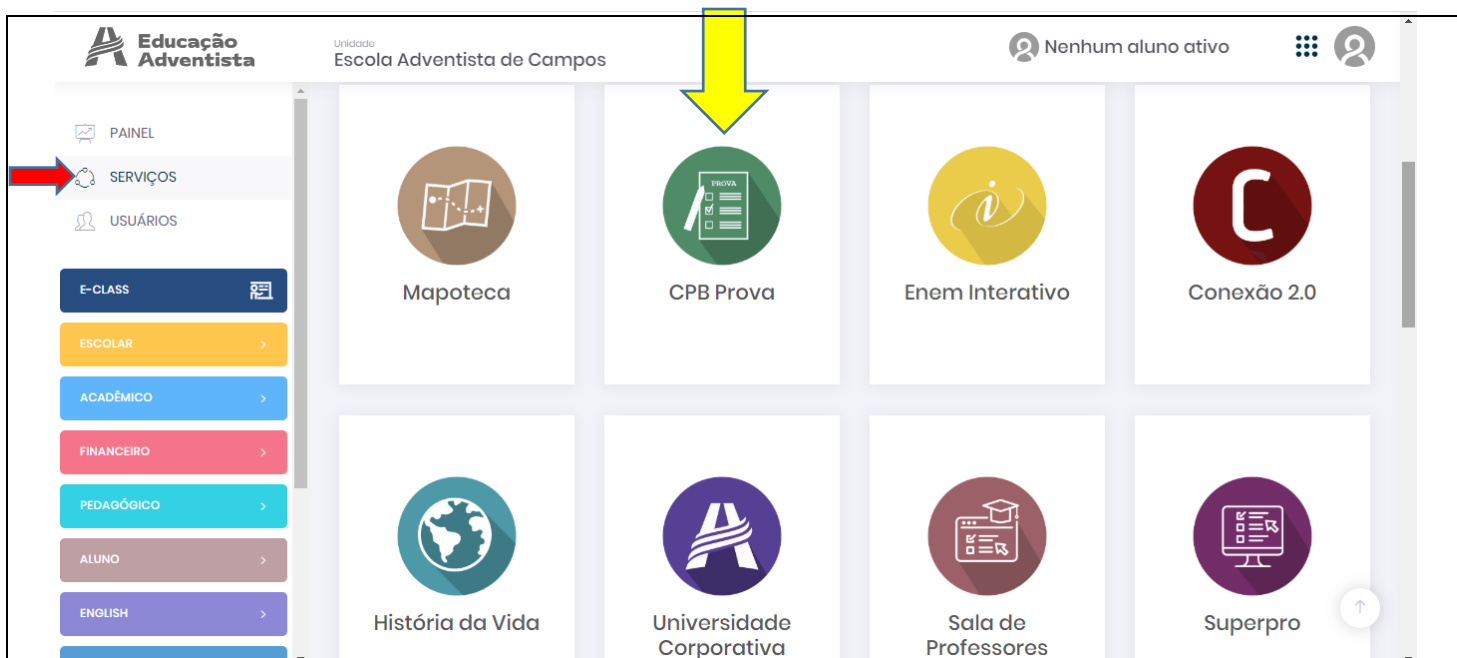 Educação
Adventista
Unidade
Escola Adventista de Campos
Nenhum aluno ativo
PAINEL
SERVIÇOS
USUÁRIOS
E-CLASS
ESCOLAR
ACADÊMICO
FINANCEIRO
PEDAGÓGICO
ALUNO
ENGLISH
Mapoteca
PROVA
CPB Prova
i
Enem Interativo
C
Conexão 2.0
História da Vida
Universidade
Corporativa
Sala de
Professores
Superpro